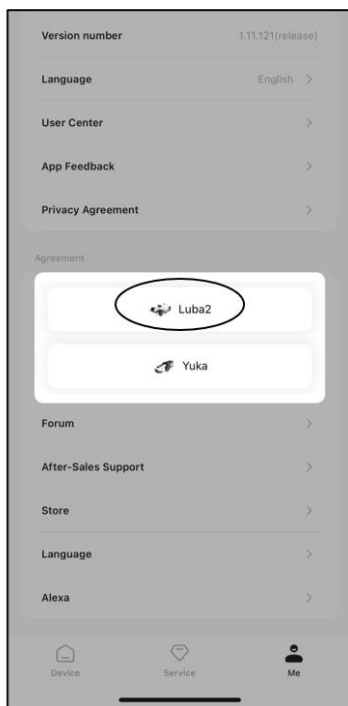 Version number 1.11.121(release)
Language English
User Center
App Feedback
Privacy Agreement
Agreement
Luba2
Yuka
Forum
After-Sales Support
Store
Language
Alexa
Device Service Me